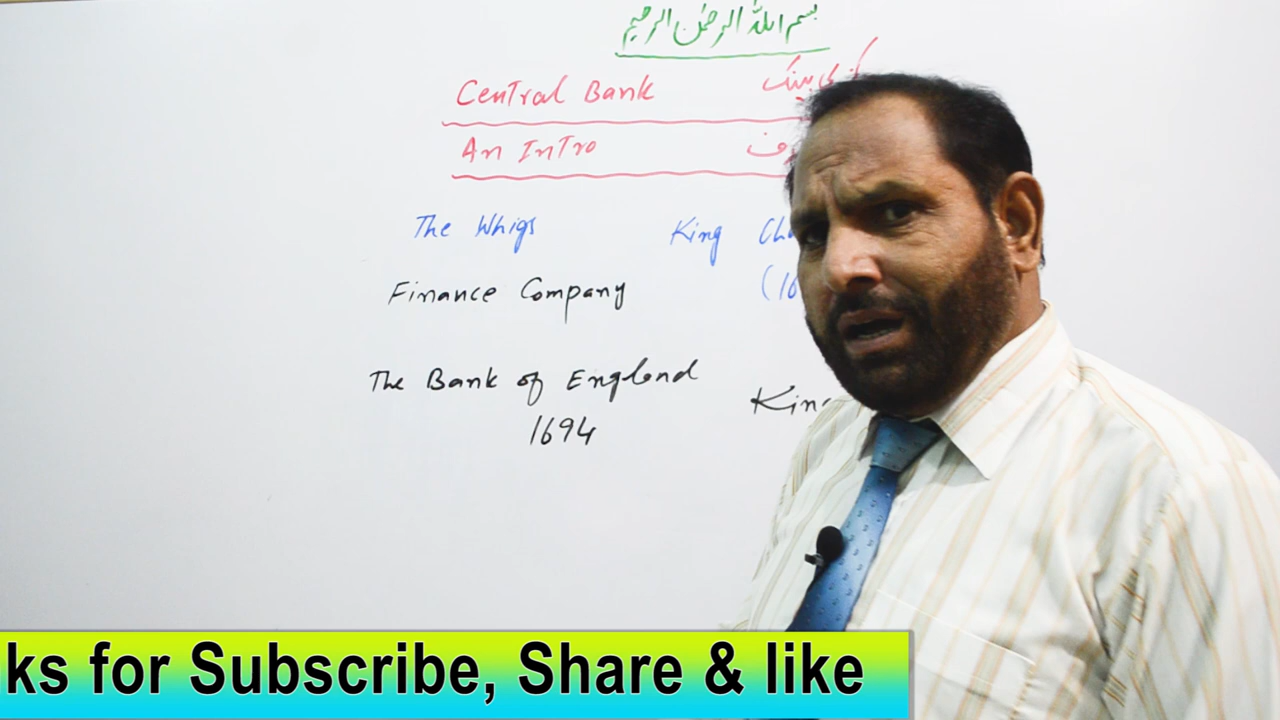 بسم اللہ الرحمٰن الرحیم
Central Bank بینک
An Intro
The Whigs King
Finance Company
The Bank of England
1694
ks for Subscribe, Share & like